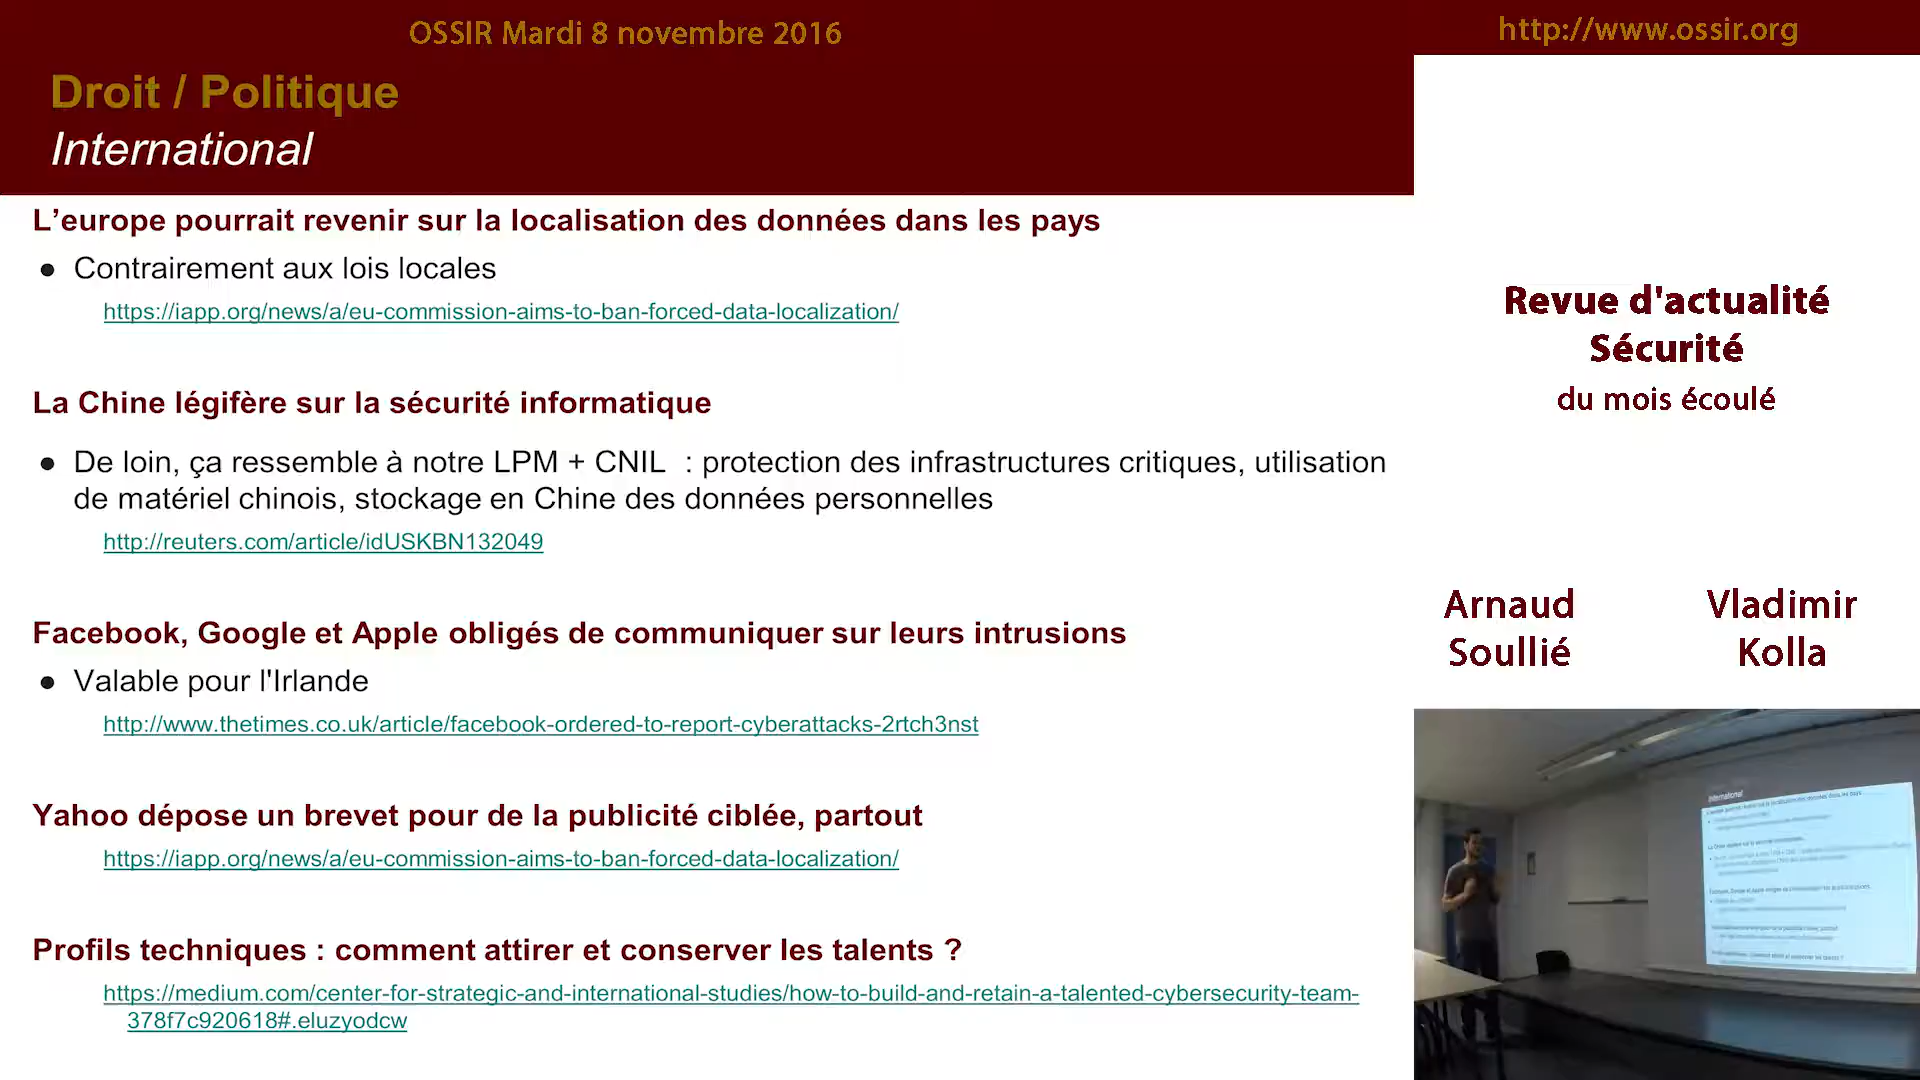 OSSIR Mardi 8 novembre 2016
http://www.ossir.org
Droit / Politique
International
L’europe pourrait revenir sur la localisation des données dans les pays
● Contrairement aux lois locales
https://iapp.org/news/a/eu-commission-aims-to-ban-forced-data-localization/
La Chine légifère sur la sécurité informatique
● De loin, ça ressemble à notre LPM + CNIL : protection des infrastructures critiques, utilisation
de matériel chinois, stockage en Chine des données personnelles
http://reuters.com/article/idUSKBN132049
Facebook, Google et Apple obligés de communiquer sur leurs intrusions
● Valable pour l'Irlande
http://www.thetimes.co.uk/article/facebook-ordered-to-report-cyberattacks-2rtch3nst
Yahoo dépose un brevet pour de la publicité ciblée, partout
https://iapp.org/news/a/eu-commission-aims-to-ban-forced-data-localization/
Profils techniques : comment attirer et conserver les talents ?
https://medium.com/center-for-strategic-and-international-studies/how-to-build-and-retain-a-talented-cybersecurity-team-
378f7c920618#.eluzyodcw
Revue d'actualité
Sécurité
du mois écoulé
Arnaud
Soullié
Vladimir
Kolla
International